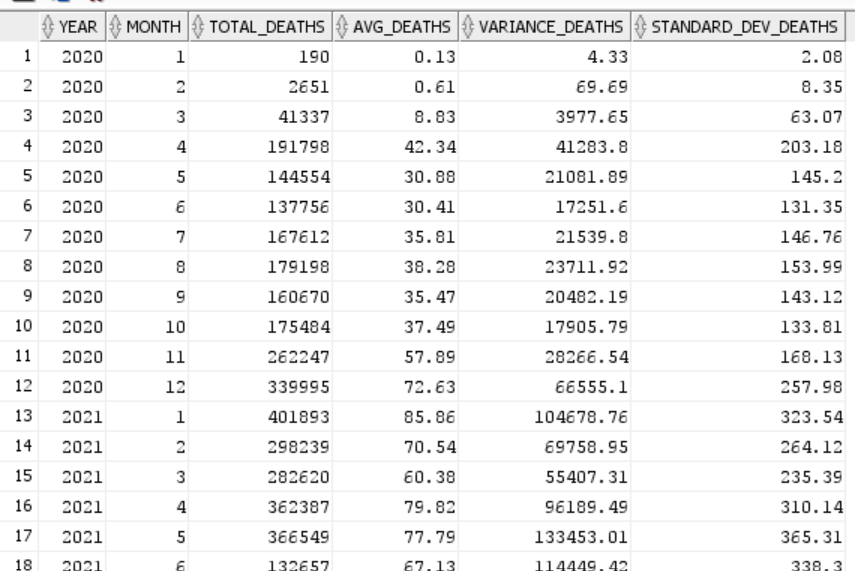 YEAR MONTH TOTAL_DEATHS AVG_DEATHS VARIANCE_DEATHS STANDARD_DEV_DEATHS
1 2020 1 190 0.13 4.33 2.08
2 2020 2 2651 0.61 69.69 8.35
3 2020 3 41337 8.83 3977.65 63.07
4 2020 4 191798 42.34 41283.8 203.18
5 2020 5 144554 30.88 21081.89 145.2
6 2020 6 137756 30.41 17251.6 131.35
7 2020 7 167612 35.81 21539.8 146.76
8 2020 8 179198 38.28 23711.92 153.99
9 2020 9 160670 35.47 20482.19 143.12
10 2020 10 175484 37.49 17905.79 133.81
11 2020 11 262247 57.89 28266.54 168.13
12 2020 12 339995 72.63 66555.1 257.98
13 2021 1 401893 85.86 104678.76 323.54
14 2021 2 298239 70.54 69758.95 264.12
15 2021 3 282620 60.38 55407.31 235.39
16 2021 4 362387 79.82 96189.49 310.14
17 2021 5 366549 77.79 133453.01 365.31
18 2021 6 132657 67.13 114449.42 338.3